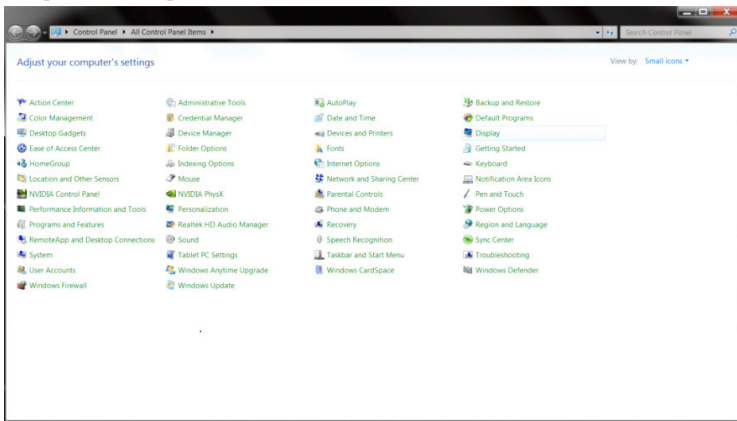 Control Panel All Control Panel Items Search Control Panel
Adjust your computer's settings View by: Small icons
Action Center Administrative Tools AutoPlay Backup and Restore
Color Management Credential Manager Date and Time Default Programs
Desktop Gadgets Device Manager Devices and Printers Display
Ease of Access Center Folder Options Fonts Getting Started
HomeGroup Indexing Options Internet Options Keyboard
Location and Other Sensors Mouse Network and Sharing Center Notification Area Icons
NVIDIA Control Panel NVIDIA PhysX Parental Controls Pen and Touch
Performance Information and Tools Personalization Phone and Modem Power Options
Programs and Features Realtek HD Audio Manager Recovery Region and Language
RemoteApp and Desktop Connections Sound Speech Recognition Sync Center
System Tablet PC Settings Taskbar and Start Menu Troubleshooting
User Accounts Windows Anytime Upgrade Windows CardSpace Windows Defender
Windows Firewall Windows Update